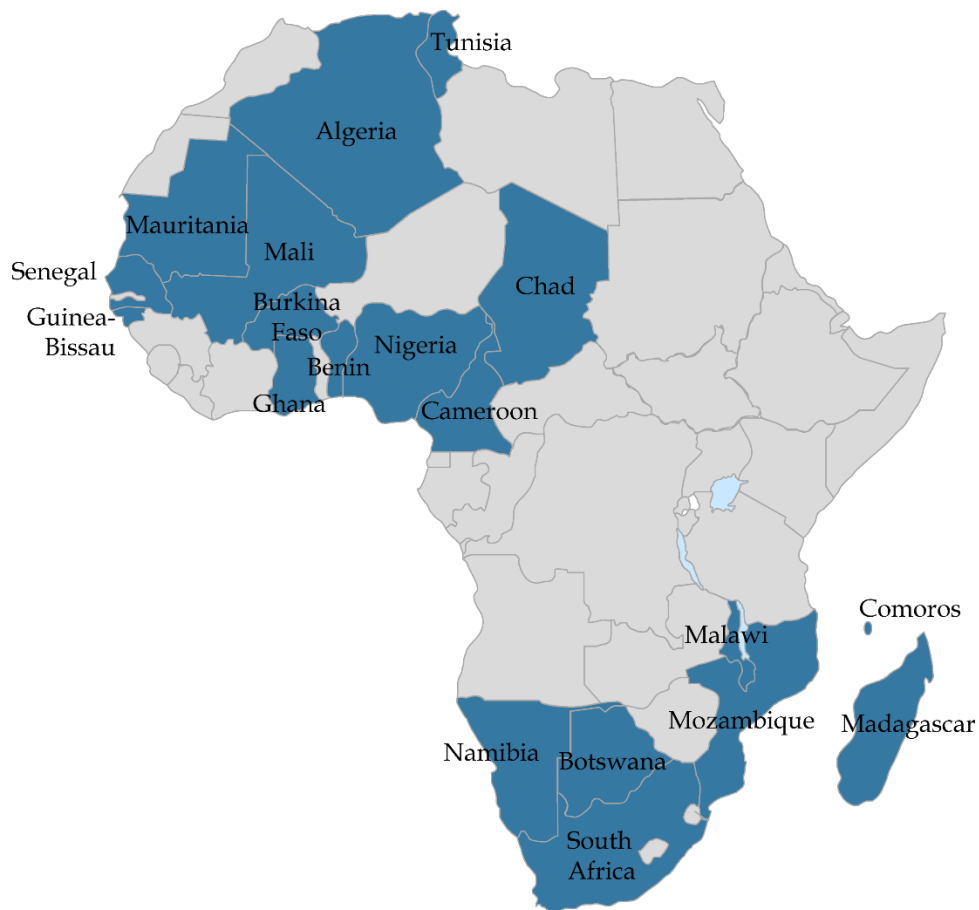 Tunisia
Algeria
Mauritania
Mali
Senegal
Chad
Burkina
Faso
Guinea-
Bissau
Nigeria
Benin
Ghana
Cameroon
Comoros
Malawi
Mozambique
Madagascar
Namibia
Botswana
South
Africa